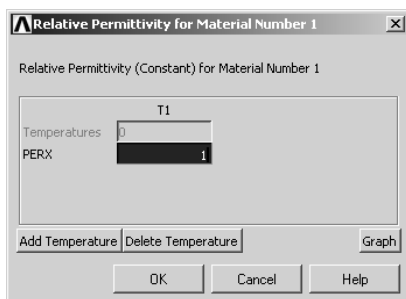 Relative Permittivity for Material Number 1
Relative Permittivity (Constant) for Material Number 1
T1
Temperatures 0
PERX 1
Add Temperature Delete Temperature Graph
OK Cancel Help